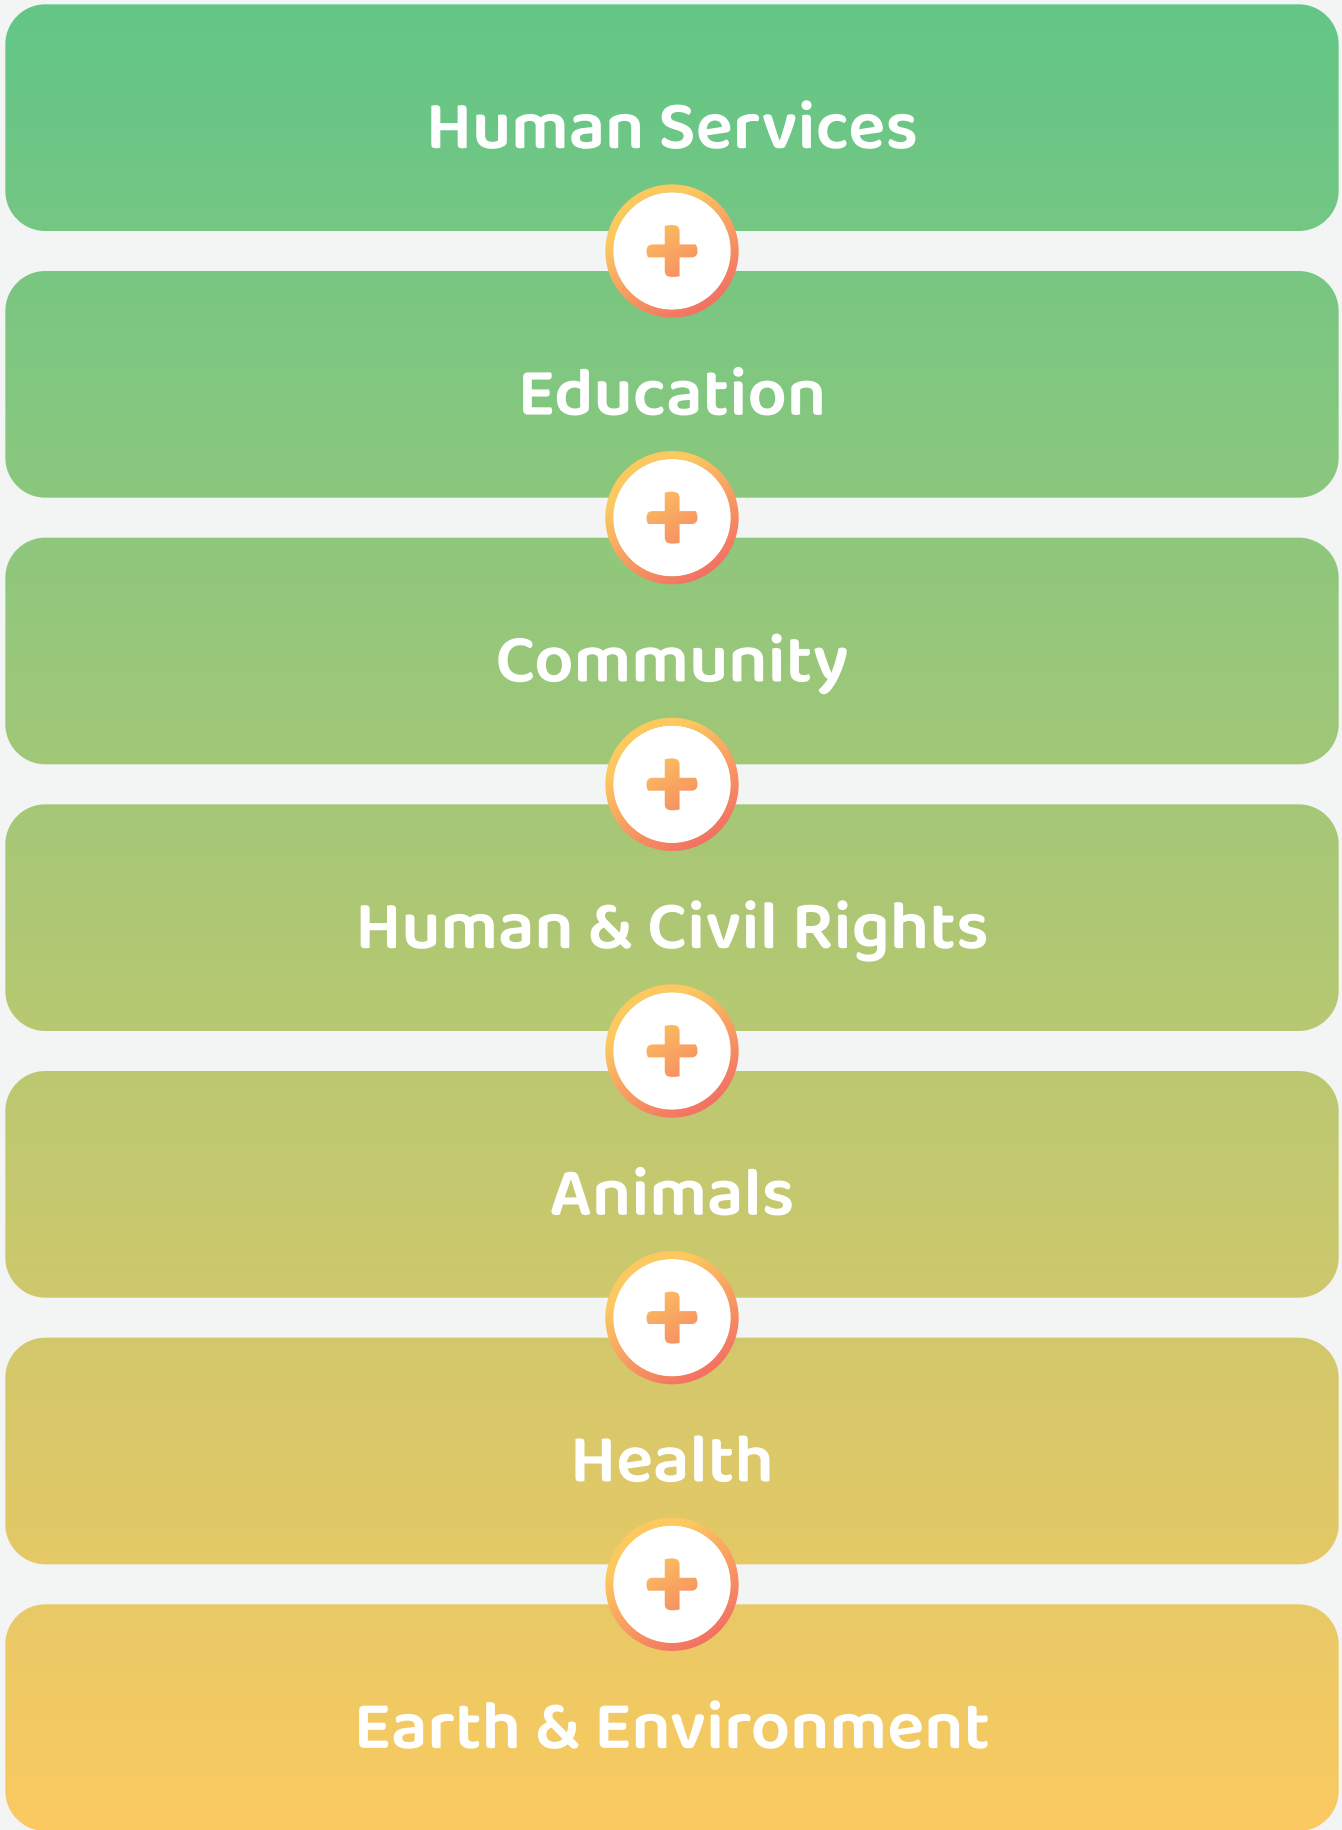 Human Services
+
Education
+
Community
+
Human & Civil Rights
+
Animals
+
Health
+
Earth & Environment